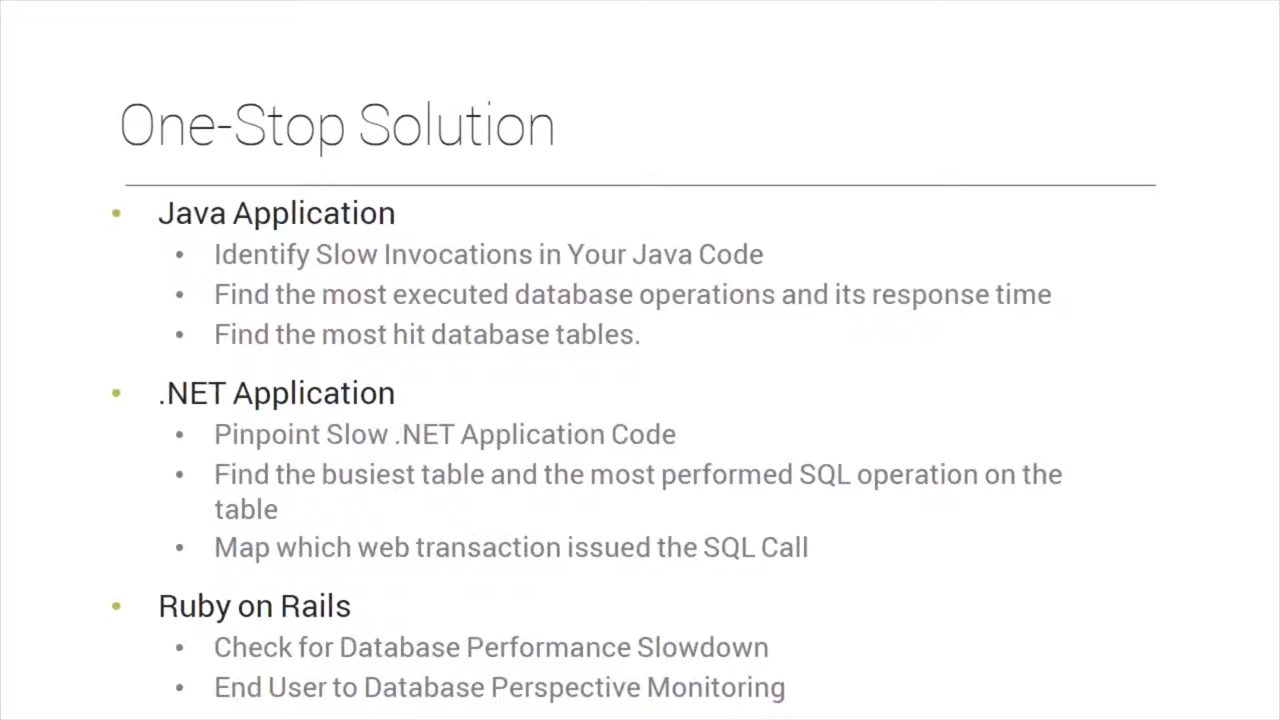 One-Stop Solution
• Java Application
• Identify Slow Invocations in Your Java Code
• Find the most executed database operations and its response time
• Find the most hit database tables.
• .NET Application
• Pinpoint Slow .NET Application Code
• Find the busiest table and the most performed SQL operation on the
table
• Map which web transaction issued the SQL Call
• Ruby on Rails
• Check for Database Performance Slowdown
• End User to Database Perspective Monitoring